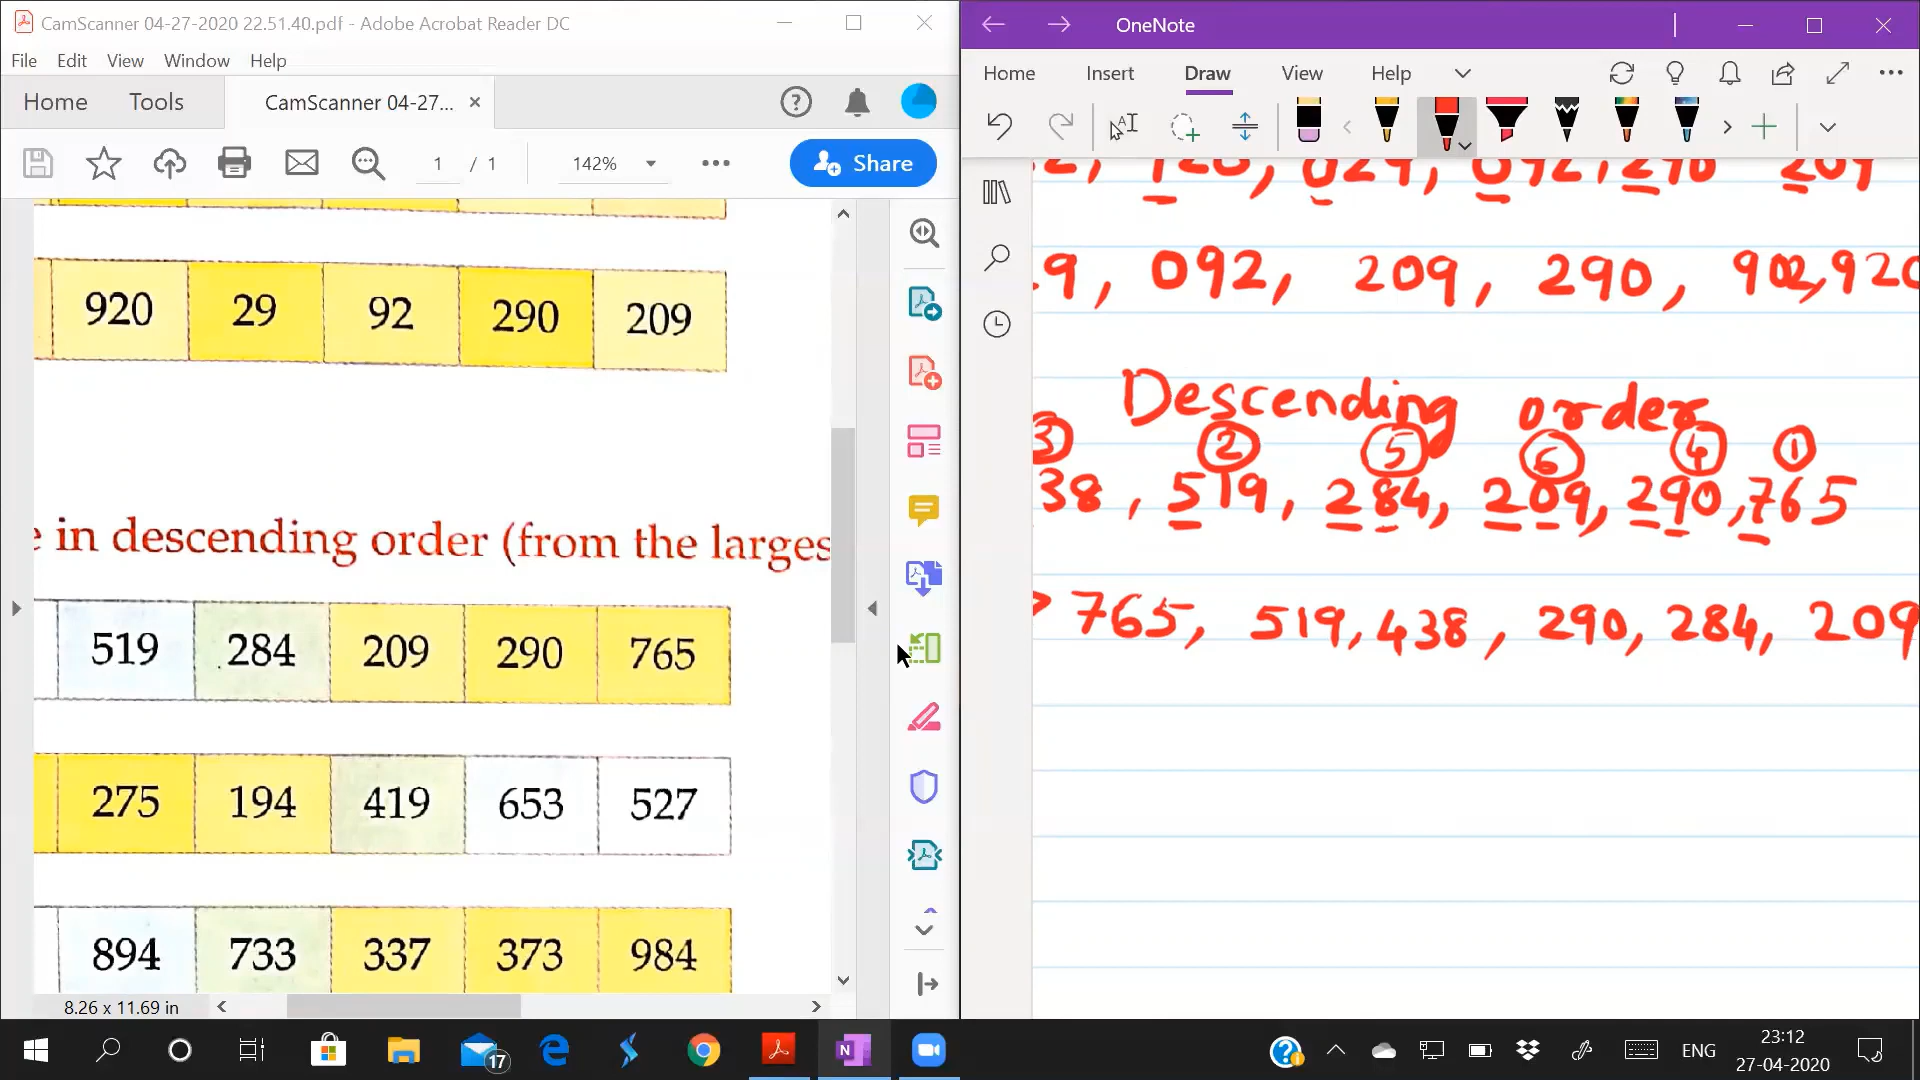 CamScanner 04-27-2020 22.51.40.pdf - Adobe Acrobat Reader DC
File Edit View Window Help
Home Tools CamScanner 04-27... ×
1 / 1 142% Share
920 29 92 290 209
e in descending order (from the larges
519 284 209 290 765
275 194 419 653 527
894 733 337 373 984
8.26 x 11.69 in
OneNote
Home Insert Draw View Help
29, 092, 209, 290, 902, 920
Descending order
3 2 5 6 4 1
38, 519, 284, 209, 290, 765
765, 519, 438, 290, 284, 209
17
ENG
23:12
27-04-2020